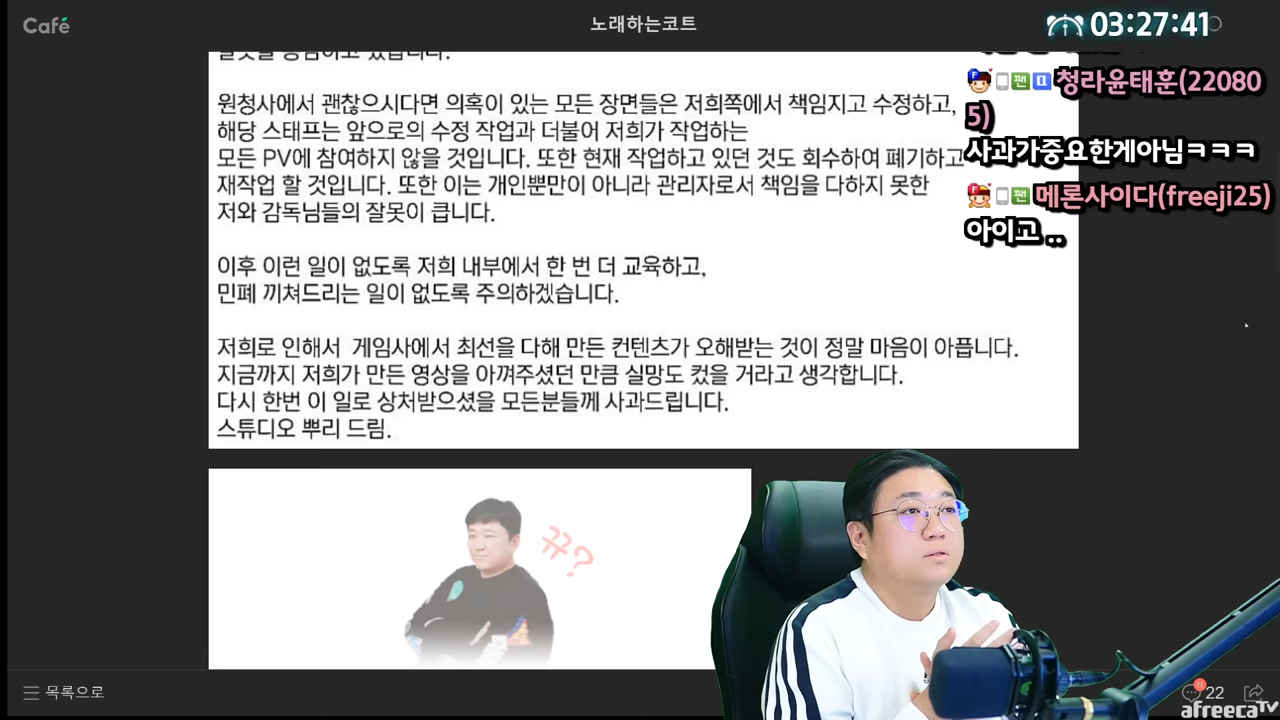 Café
노래하는코트
03:27:41
원청사에서 괜찮으시다면 의혹이 있는 모든 장면들은 저희쪽에서 책임지고 수정하고,
해당 스태프는 앞으로의 수정 작업과 더불어 저희가 작업하는
모든 PV에 참여하지 않을 것입니다. 또한 현재 작업하고 있던 것도 회수하여 폐기하고
재작업 할 것입니다. 또한 이는 개인뿐만이 아니라 관리자로서 책임을 다하지 못한
저와 감독님들의 잘못이 큽니다.
이후 이런 일이 없도록 저희 내부에서 한 번 더 교육하고,
민폐 끼쳐드리는 일이 없도록 주의하겠습니다.
저희로 인해서 게임사에서 최선을 다해 만든 컨텐츠가 오해받는 것이 정말 마음이 아픕니다.
지금까지 저희가 만든 영상을 아껴주셨던 만큼 실망도 컸을 거라고 생각합니다.
다시 한번 이 일로 상처받으셨을 모든분들께 사과드립니다.
스튜디오 뿌리 드림.
F 팬 청라윤태훈(22080
5)
사과가중요한게아님ㅋㅋㅋ
F 팬 메론사이다(freeji25)
아이고 ..
뀨?
목록으로
22
afreecaTV